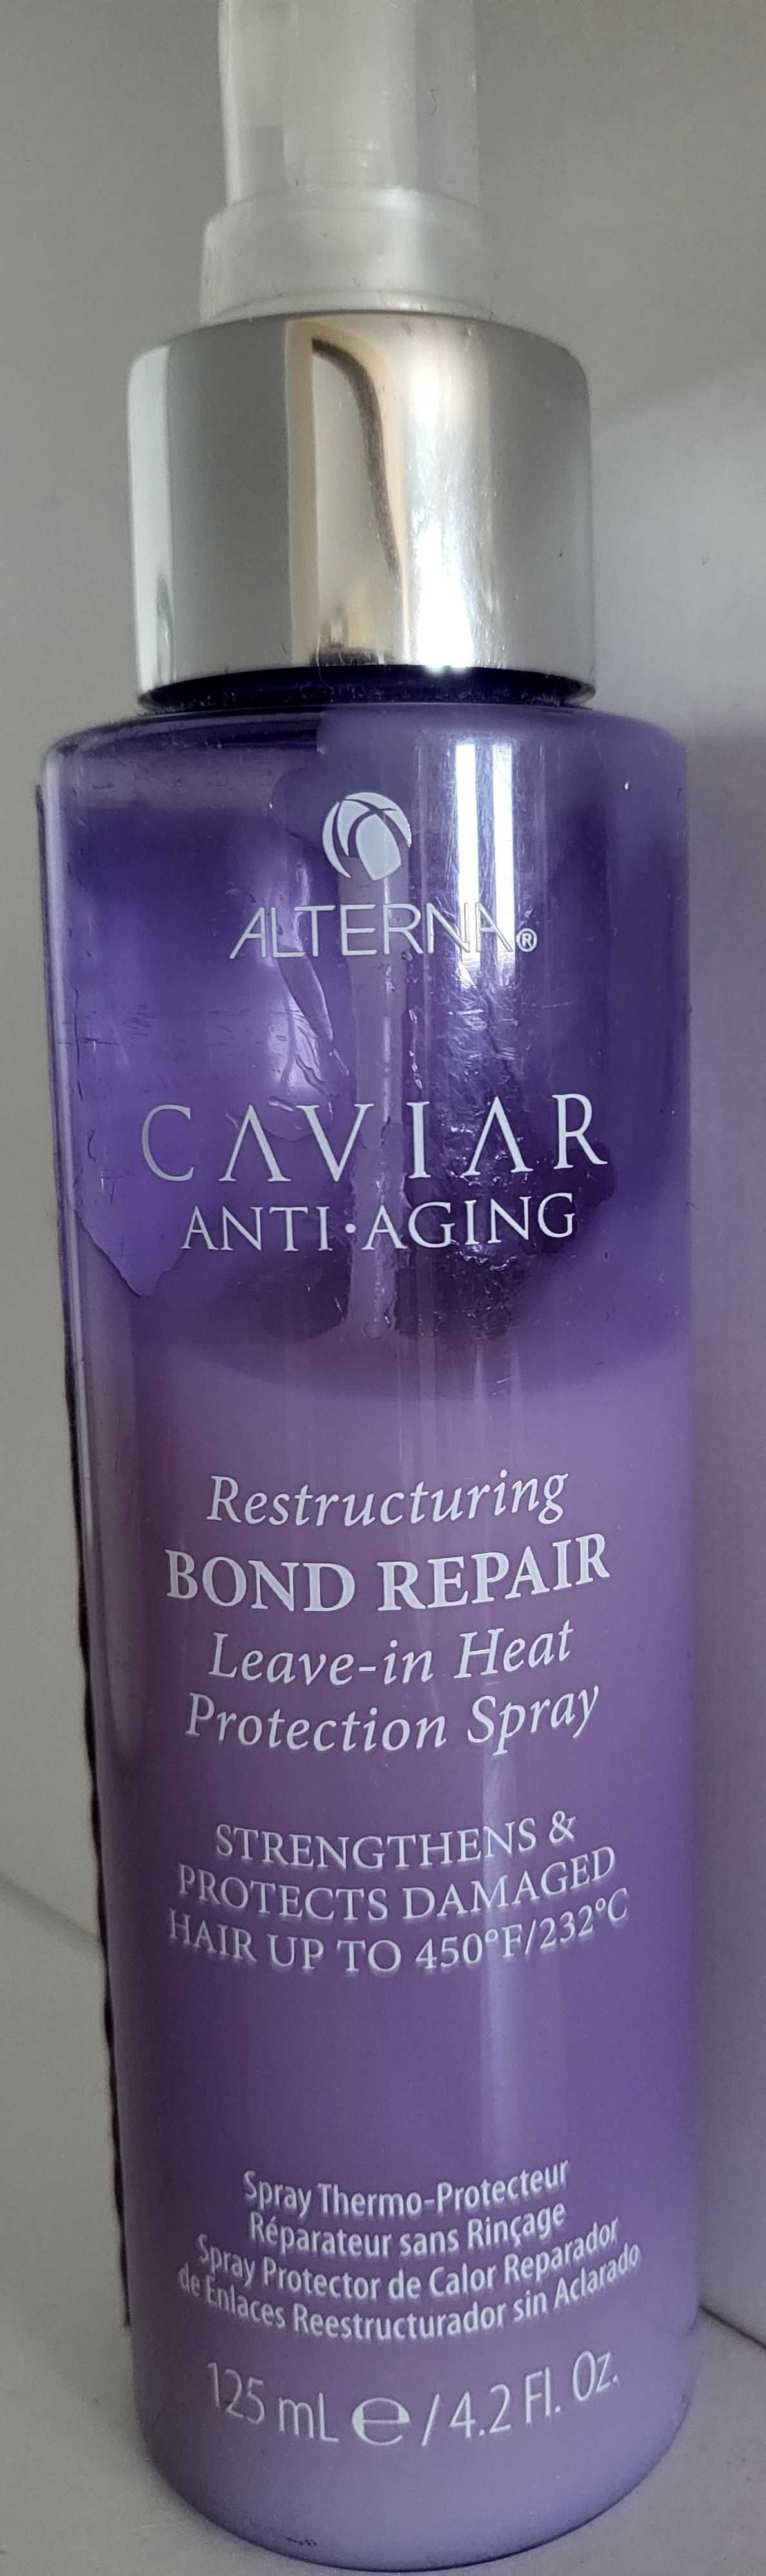 ALTERNA®
CAVIAR
ANTI·AGING
Restructuring
BOND REPAIR
Leave-in Heat
Protection Spray
STRENGTHENS &
PROTECTS DAMAGED
HAIR UP TO 450°F/232°C
Spray Thermo-Protecteur
Réparateur sans Rinçage
Spray Protector de Calor Reparador
de Enlaces Reestructurador sin Aclarado
125 mL ℮ / 4.2 Fl. Oz.